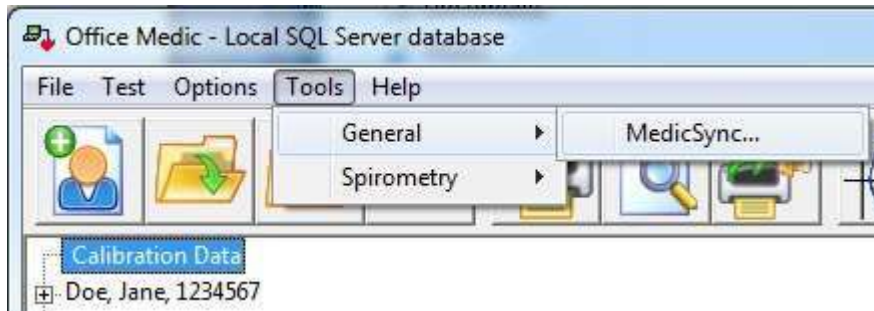 Office Medic - Local SQL Server database
File Test Options Tools Help
General MedicSync...
Spirometry
Calibration Data
Doe, Jane, 1234567